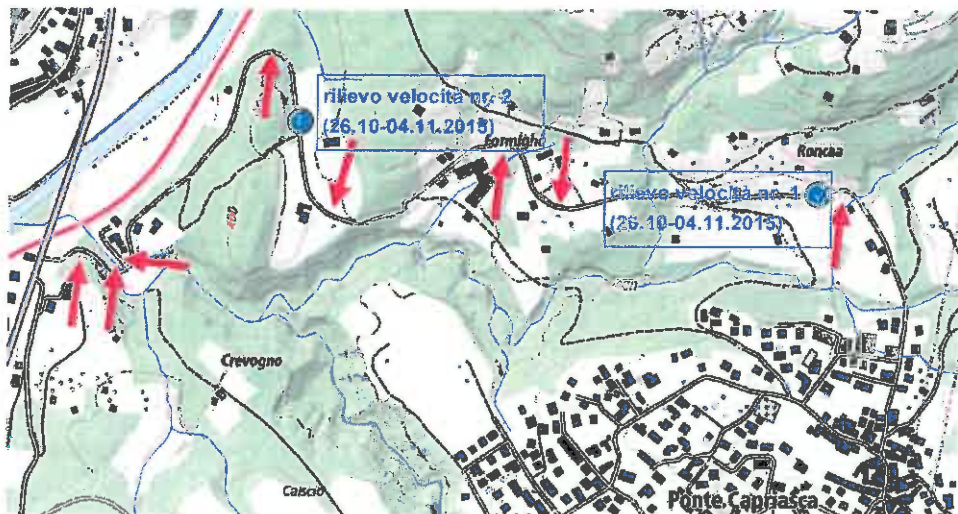 rilievo velocità nr. 2
(26.10-04.11.2015)
Roncaa
rilievo velocità nr. 1
(26.10-04.11.2015)
Crevogno
Caiscio
Ponte Capriasca